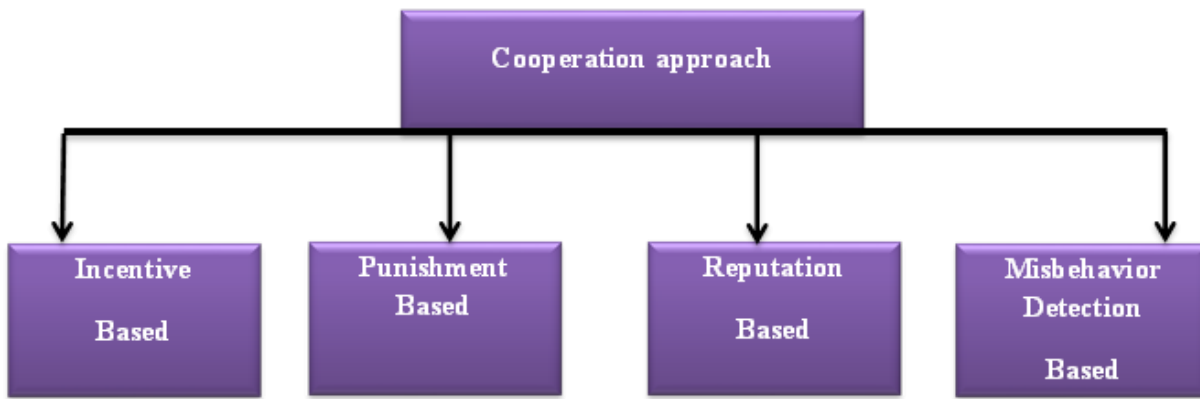 Cooperation approach
Incentive
Based
Punishment
Based
Reputation
Based
Misbehavior
Detection
Based